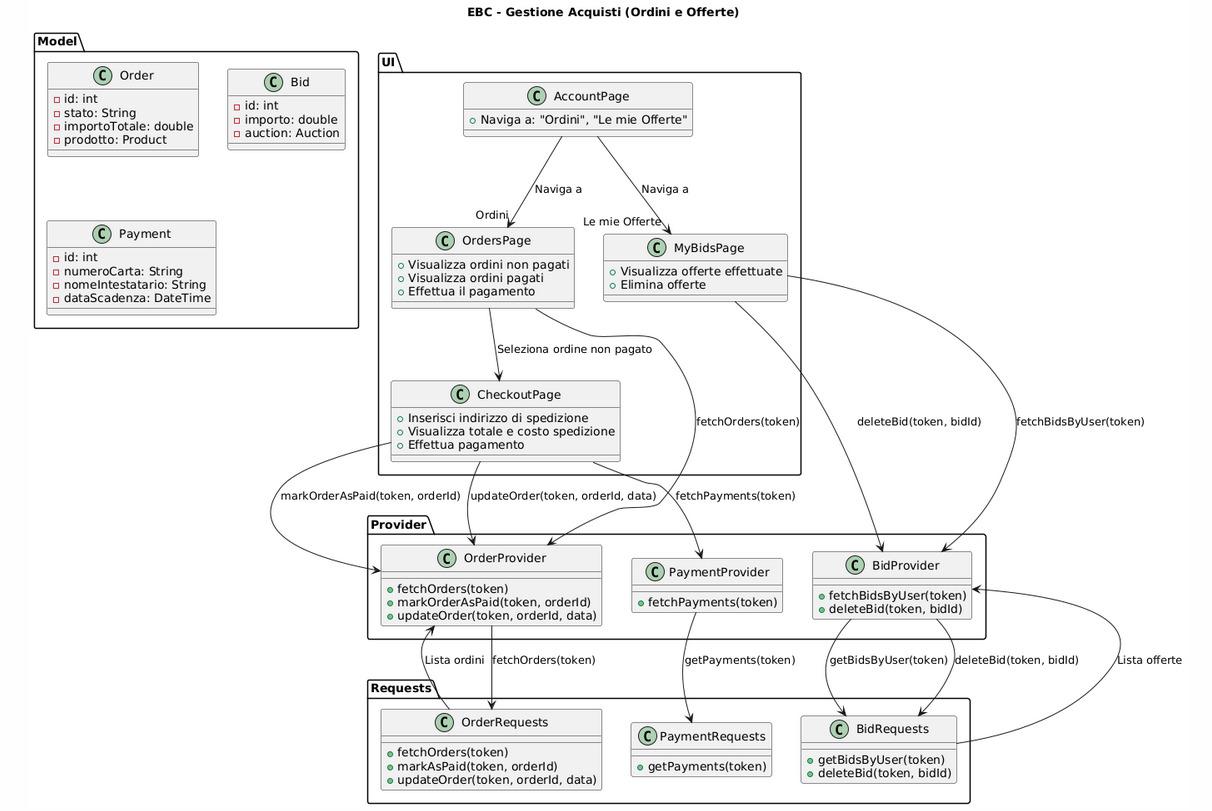 EBC - Gestione Acquisti (Ordini e Offerte)
Model
C Order
id: int
stato: String
importoTotale: double
prodotto: Product
C Bid
id: int
importo: double
auction: Auction
C Payment
id: int
numeroCarta: String
nomeIntestatario: String
dataScadenza: DateTime
UI
C AccountPage
Naviga a: "Ordini", "Le mie Offerte"
Naviga a
Naviga a
Ordini
Le mie Offerte
C OrdersPage
Visualizza ordini non pagati
Visualizza ordini pagati
Effettua il pagamento
C MyBidsPage
Visualizza offerte effettuate
Elimina offerte
Seleziona ordine non pagato
C CheckoutPage
Inserisci indirizzo di spedizione
Visualizza totale e costo spedizione
Effettua pagamento
fetchOrders(token)
deleteBid(token, bidId)
fetchBidsByUser(token)
markOrderAsPaid(token, orderId)
updateOrder(token, orderId, data)
fetchPayments(token)
Provider
C OrderProvider
fetchOrders(token)
markOrderAsPaid(token, orderId)
updateOrder(token, orderId, data)
C PaymentProvider
fetchPayments(token)
C BidProvider
fetchBidsByUser(token)
deleteBid(token, bidId)
Lista ordini
fetchOrders(token)
getPayments(token)
getBidsByUser(token)
deleteBid(token, bidId)
Lista offerte
Requests
C OrderRequests
fetchOrders(token)
markAsPaid(token, orderId)
updateOrder(token, orderId, data)
C PaymentRequests
getPayments(token)
C BidRequests
getBidsByUser(token)
deleteBid(token, bidId)